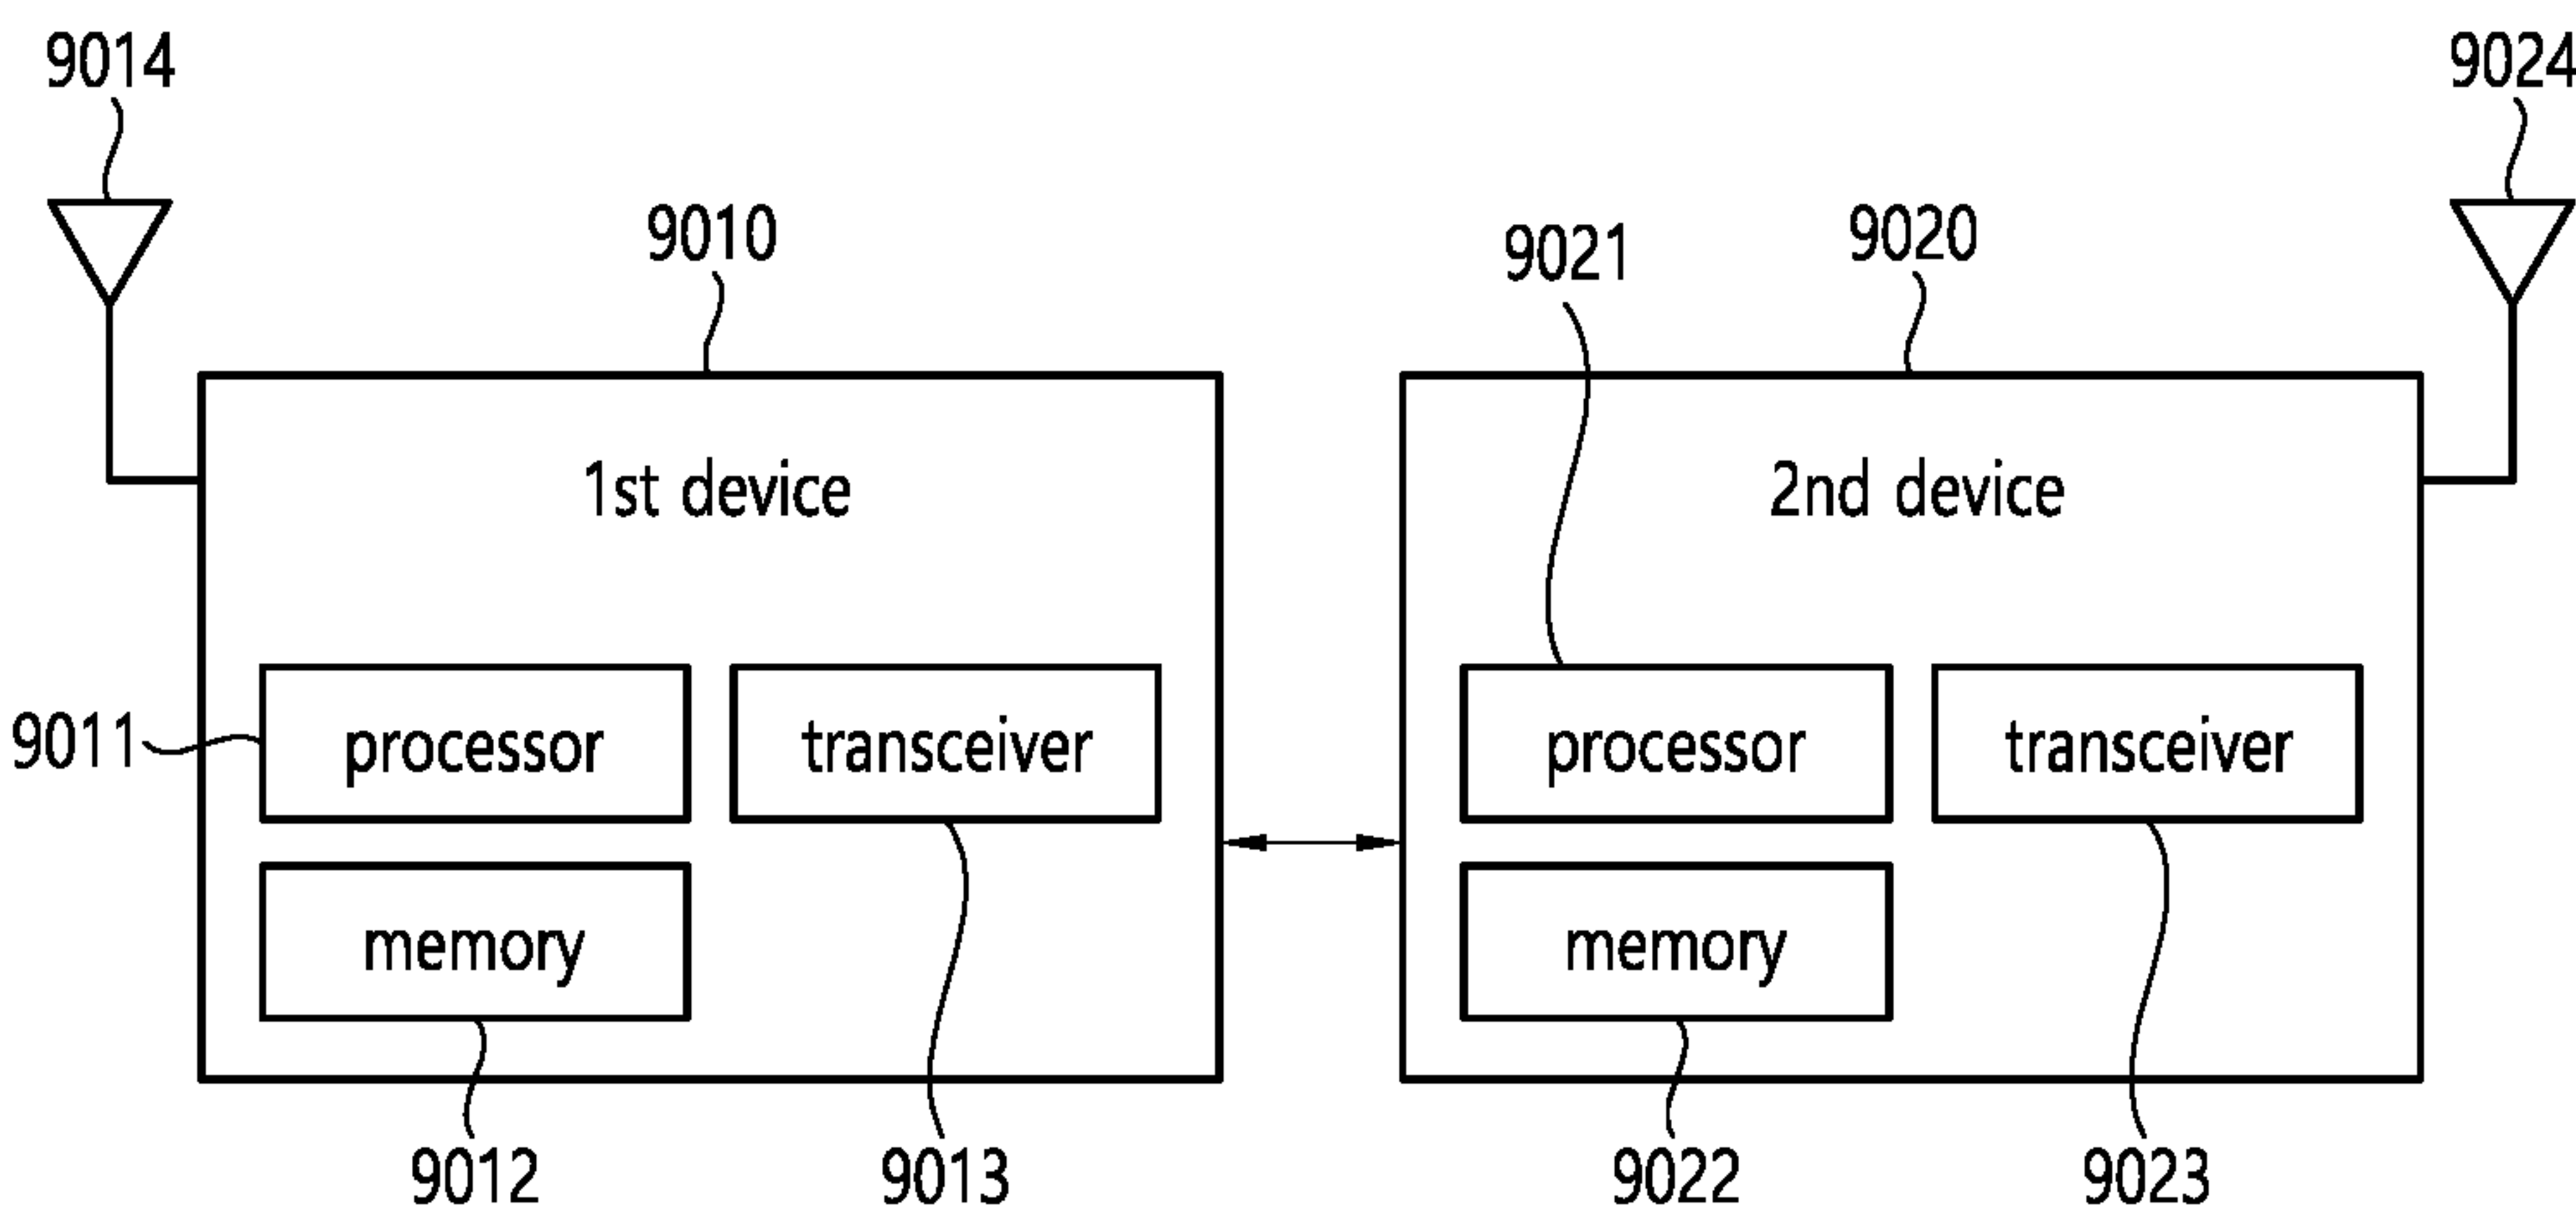 9014
9024
9010
9021
9020
1st device
2nd device
9011
processor
transceiver
processor
transceiver
memory
memory
9012
9013
9022
9023